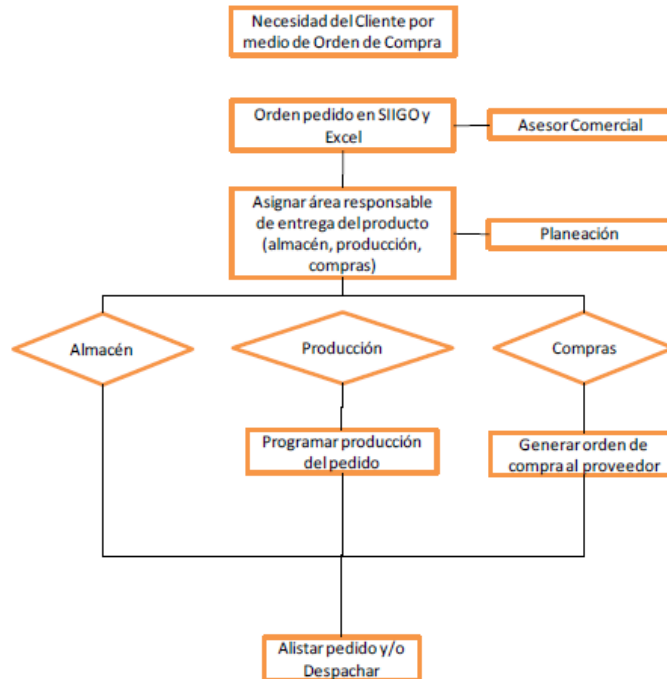 Necesidad del Cliente por
medio de Orden de Compra
Orden pedido en SIIGO y
Excel
Asesor Comercial
Asignar área responsable
de entrega del producto
(almacén, producción,
compras)
Planeación
Almacén
Producción
Compras
Programar producción
del pedido
Generar orden de
compra al proveedor
Alistar pedido y/o
Despachar